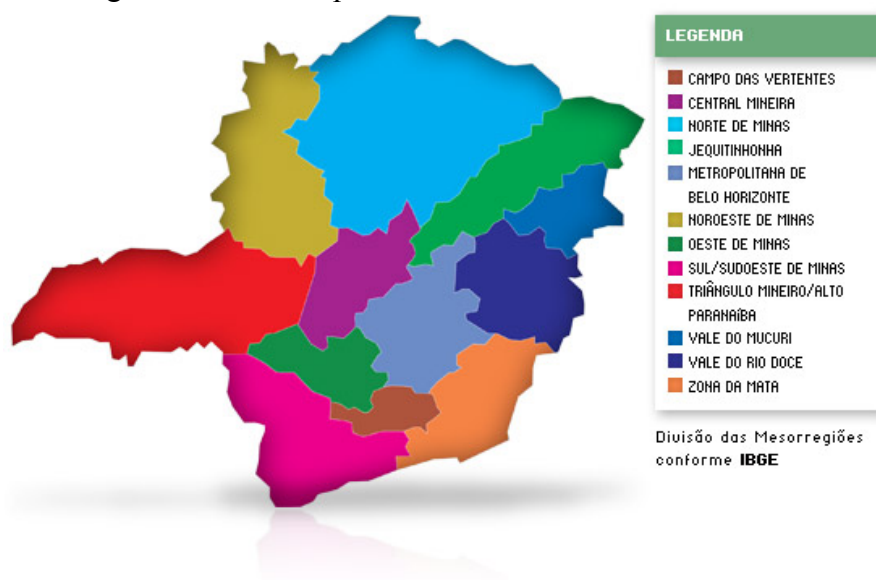 LEGENDA
CAMPO DAS VERTENTES
CENTRAL MINEIRA
NORTE DE MINAS
JEQUITINHONHA
METROPOLITANA DE
BELO HORIZONTE
NOROESTE DE MINAS
OESTE DE MINAS
SUL/SUDOESTE DE MINAS
TRIÂNGULO MINEIRO/ALTO
PARANAÍBA
VALE DO MUCURI
VALE DO RIO DOCE
ZONA DA MATA
Divisão das Mesorregiões
conforme IBGE